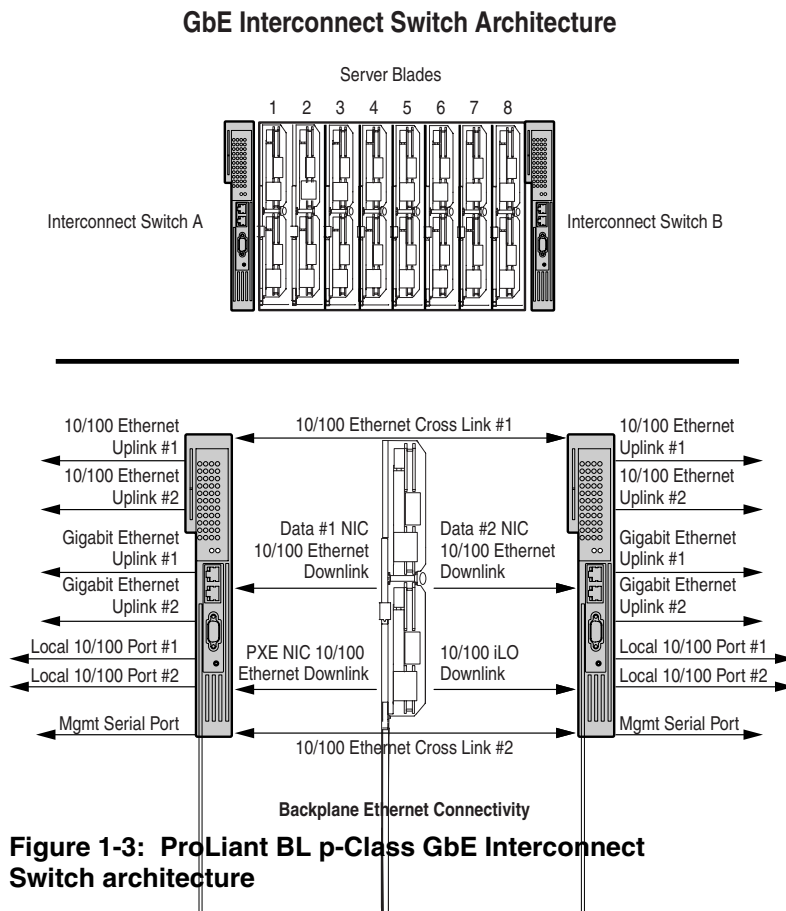 GbE Interconnect Switch Architecture
Server Blades
1 2 3 4 5 6 7 8
Interconnect Switch A
Interconnect Switch B
10/100 Ethernet
Uplink #1
10/100 Ethernet
Uplink #2
Gigabit Ethernet
Uplink #1
Gigabit Ethernet
Uplink #2
Local 10/100 Port #1
Local 10/100 Port #2
Mgmt Serial Port
10/100 Ethernet Cross Link #1
Data #1 NIC
10/100 Ethernet
Downlink
Data #2 NIC
10/100 Ethernet
Downlink
PXE NIC 10/100
Ethernet Downlink
10/100 iLO
Downlink
10/100 Ethernet Cross Link #2
10/100 Ethernet
Uplink #1
10/100 Ethernet
Uplink #2
Gigabit Ethernet
Uplink #1
Gigabit Ethernet
Uplink #2
Local 10/100 Port #1
Local 10/100 Port #2
Mgmt Serial Port
Backplane Ethernet Connectivity
Figure 1-3: ProLiant BL p-Class GbE Interconnect
Switch architecture